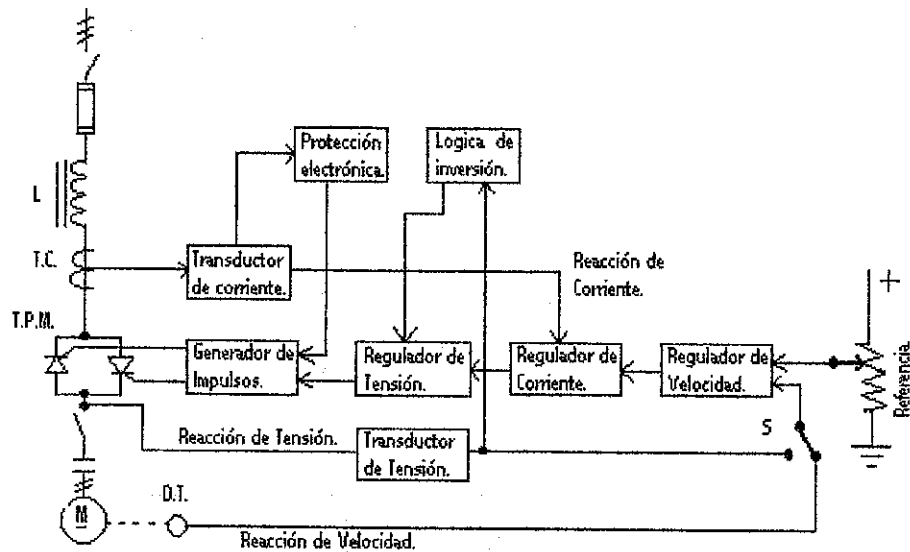 Protección
electrónica.
Logica de
inversión.
L
T.C.
Transductor
de corriente.
Reacción de
Corriente.
+
T.P.M.
Generador de
Impulsos.
Regulador de
Tensión.
Regulador de
Corriente.
Regulador de
Velocidad.
Referencia.
Reacción de Tensión.
Transductor
de Tensión.
S
D.T.
M
Reacción de Velocidad.